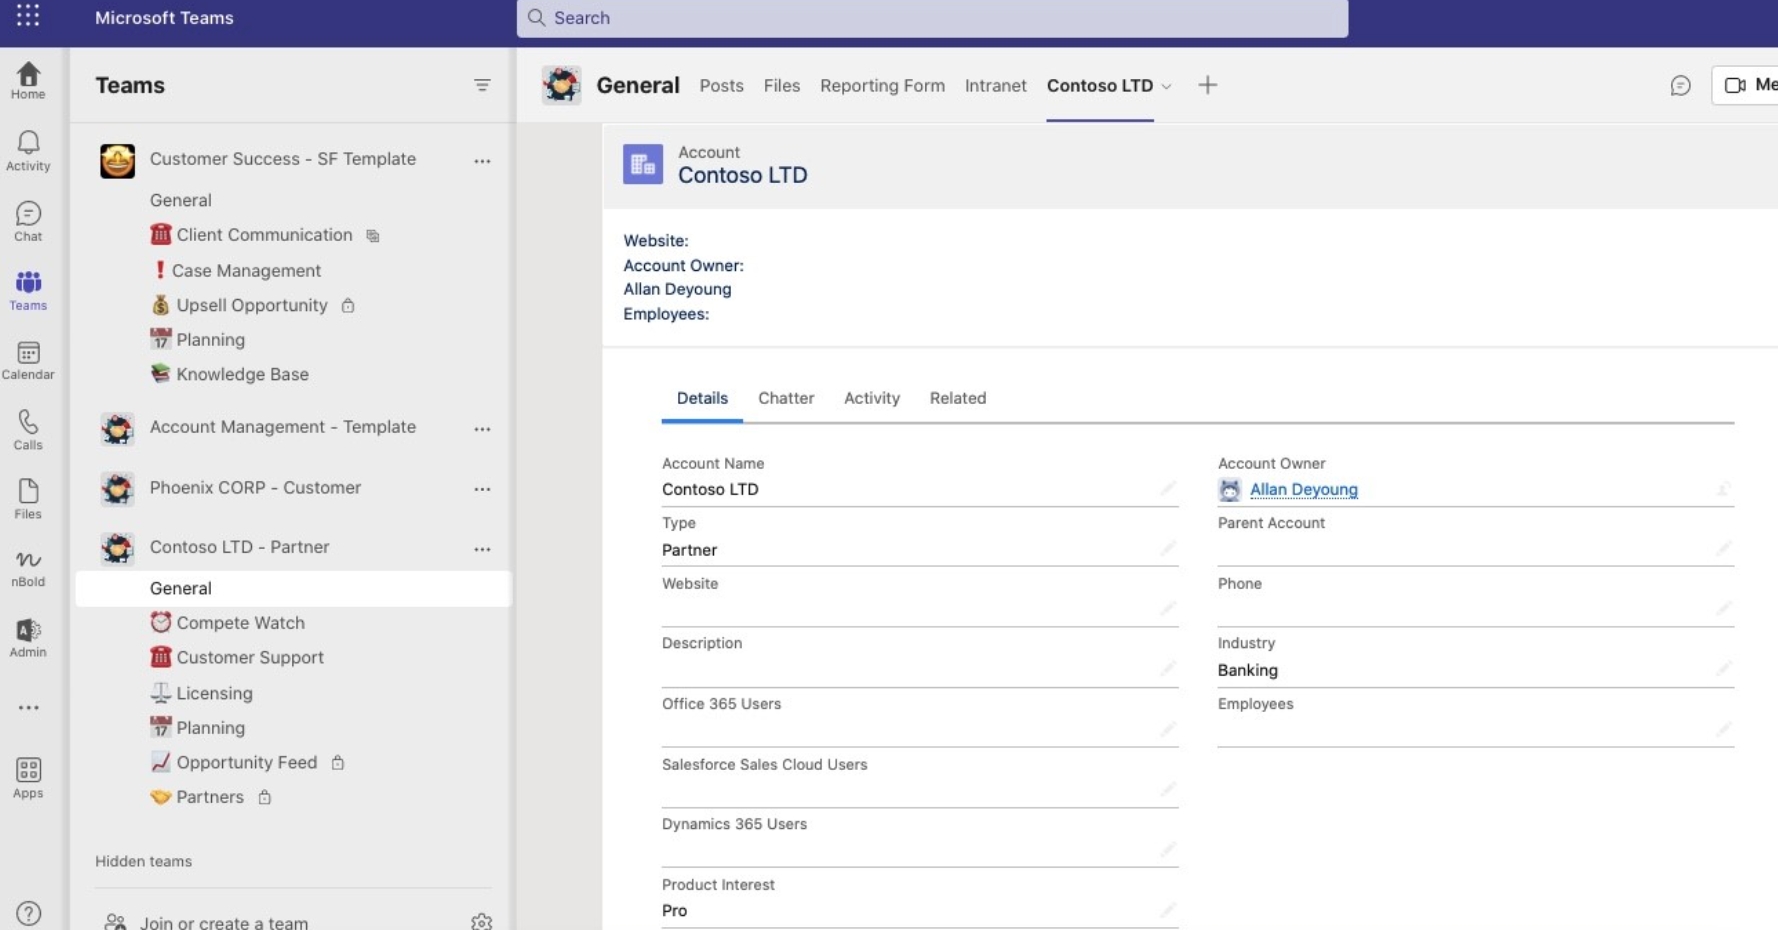 Microsoft Teams
Search
Home
Activity
Chat
Teams
Calendar
Calls
Files
nBold
Admin
Apps
Teams
Customer Success - SF Template
General
Client Communication
Case Management
Upsell Opportunity
17 Planning
Knowledge Base
Account Management - Template
Phoenix CORP - Customer
Contoso LTD - Partner
General
Compete Watch
Customer Support
Licensing
17 Planning
Opportunity Feed
Partners
Hidden teams
Join or create a team
General Posts Files Reporting Form Intranet Contoso LTD
Me
Account
Contoso LTD
Website:
Account Owner:
Allan Deyoung
Employees:
Details Chatter Activity Related
Account Name
Contoso LTD
Account Owner
Allan Deyoung
Type
Partner
Parent Account
Website
Phone
Description
Industry
Banking
Office 365 Users
Employees
Salesforce Sales Cloud Users
Dynamics 365 Users
Product Interest
Pro